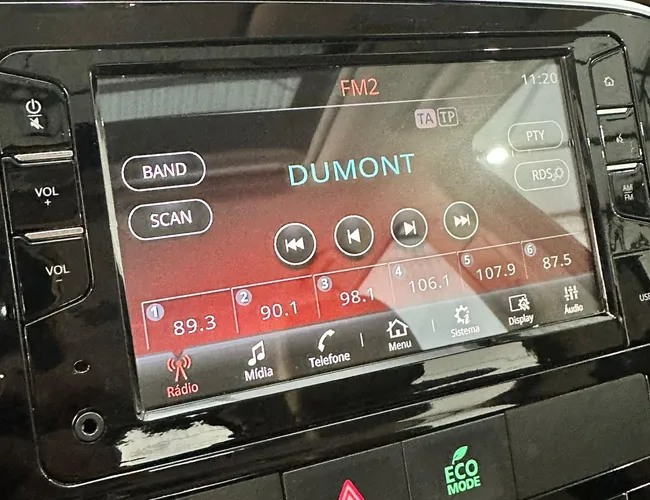 FM2
11:20
TA TP
PTY
BAND
DUMONT
RDS
SCAN
1 89.3
2 90.1
3 98.1
4 106.1
5 107.9
6 87.5
Rádio
Mídia
Telefone
Menu
Sistema
Display
Áudio
VOL
+
VOL
–
AM
FM
USB
ECO
MODE